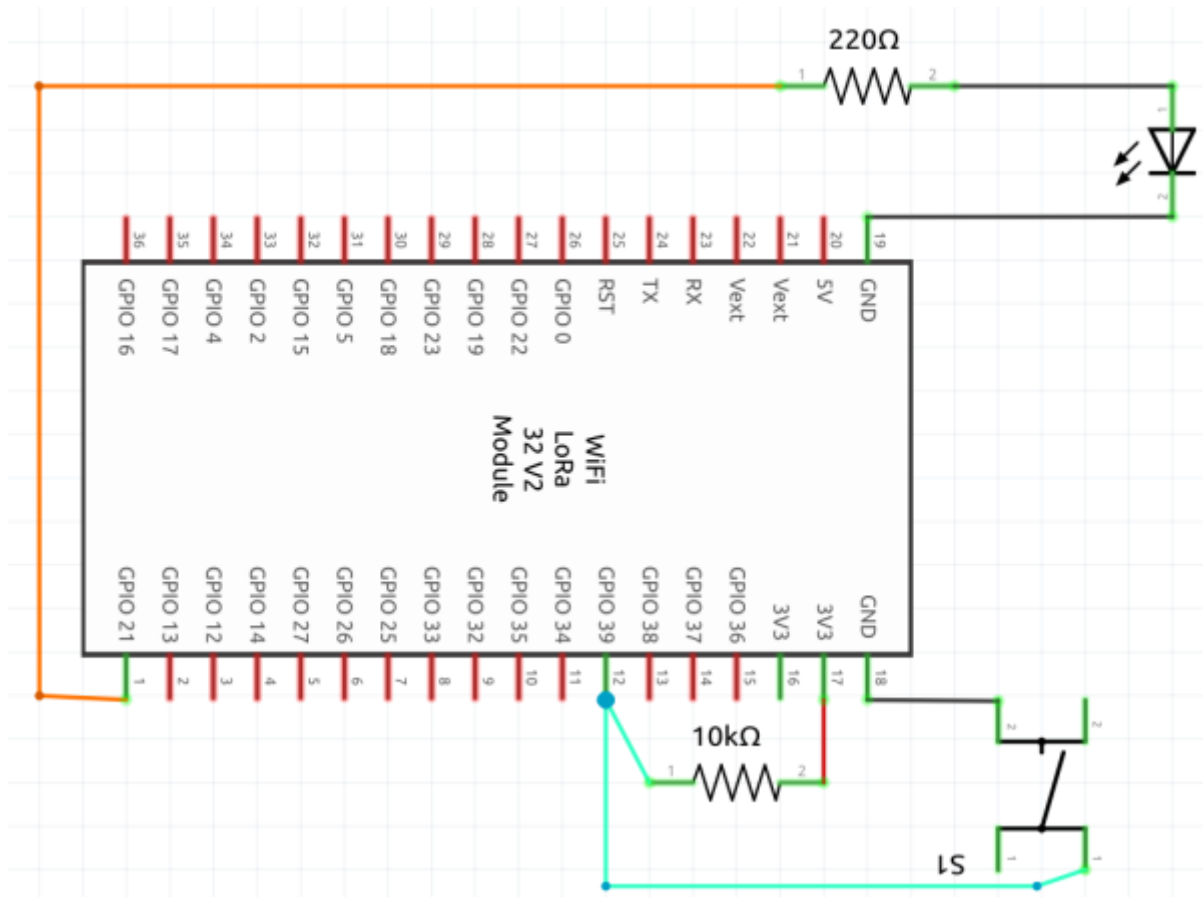 220Ω
1
2
1
2
36
35
34
33
32
31
30
29
28
27
26
25
24
23
22
21
20
19
GPIO 16
GPIO 17
GPIO 4
GPIO 2
GPIO 15
GPIO 5
GPIO 18
GPIO 23
GPIO 19
GPIO 22
GPIO 0
RST
TX
RX
Vext
Vext
5V
GND
WiFi
LoRa
32 V2
Module
GPIO 21
GPIO 13
GPIO 12
GPIO 14
GPIO 27
GPIO 26
GPIO 25
GPIO 33
GPIO 32
GPIO 35
GPIO 34
GPIO 39
GPIO 38
GPIO 37
GPIO 36
3V3
3V3
GND
1
2
3
4
5
6
7
8
9
10
11
12
13
14
15
16
17
18
10kΩ
1
2
2
2
S1
1
1